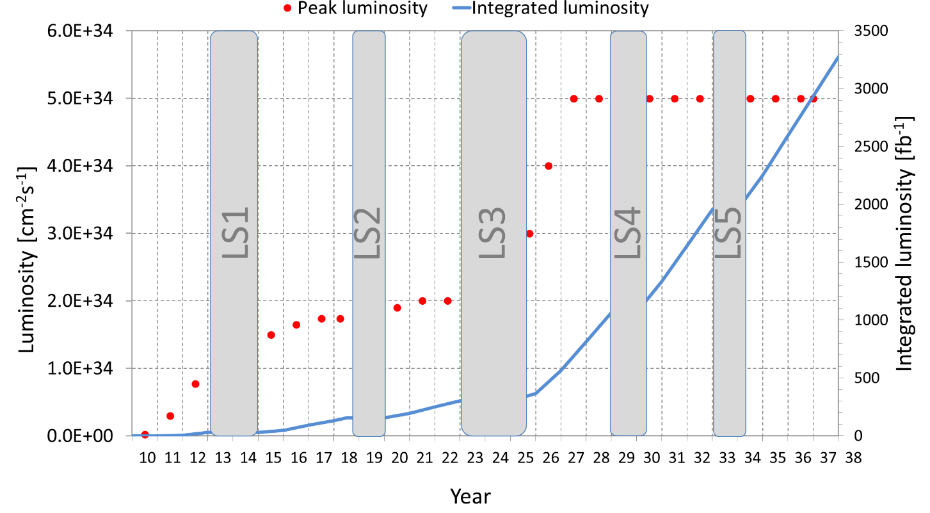 Peak luminosity Integrated luminosity
6.0E+34
5.0E+34
4.0E+34
3.0E+34
2.0E+34
1.0E+34
0.0E+00
Luminosity [cm-2s-1]
LS1
LS2
LS3
LS4
LS5
3500
3000
2500
2000
1500
1000
500
0
Integrated luminosity [fb-1]
10 11 12 13 14 15 16 17 18 19 20 21 22 23 24 25 26 27 28 29 30 31 32 33 34 35 36 37 38
Year